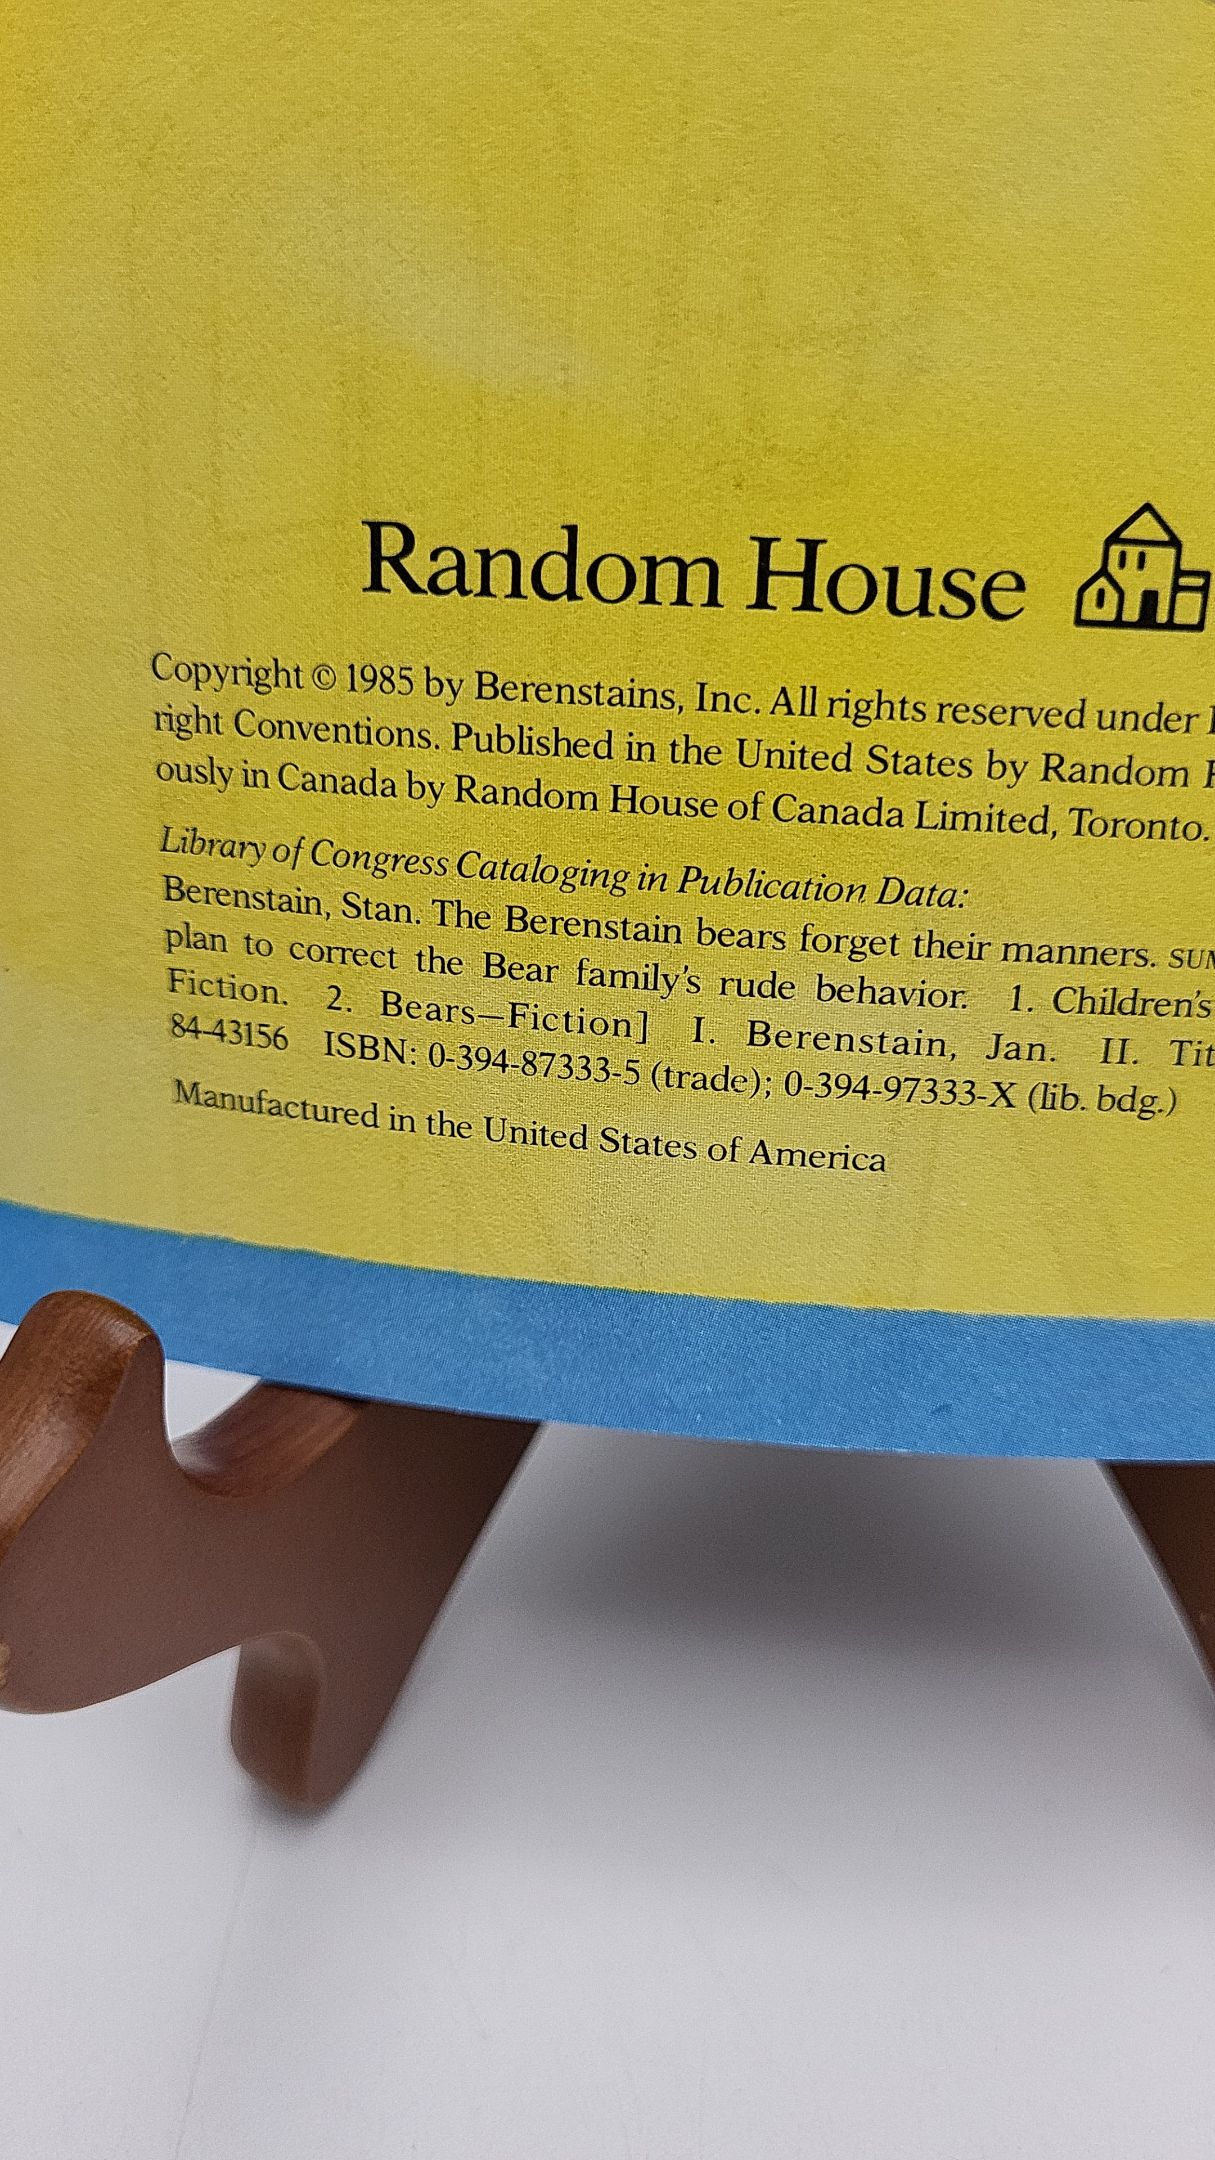 Random House
Copyright © 1985 by Berenstains, Inc. All rights reserved under
right Conventions. Published in the United States by Random
ously in Canada by Random House of Canada Limited, Toronto.
Library of Congress Cataloging in Publication Data:
Berenstain, Stan. The Berenstain bears forget their manners.
plan to correct the Bear family's rude behavior. 1. Children's
Fiction. 2. Bears—Fiction] I. Berenstain, Jan. II.
84-43156 ISBN: 0-394-87333-5 (trade); 0-394-97333-X (lib. bdg.)
Manufactured in the United States of America